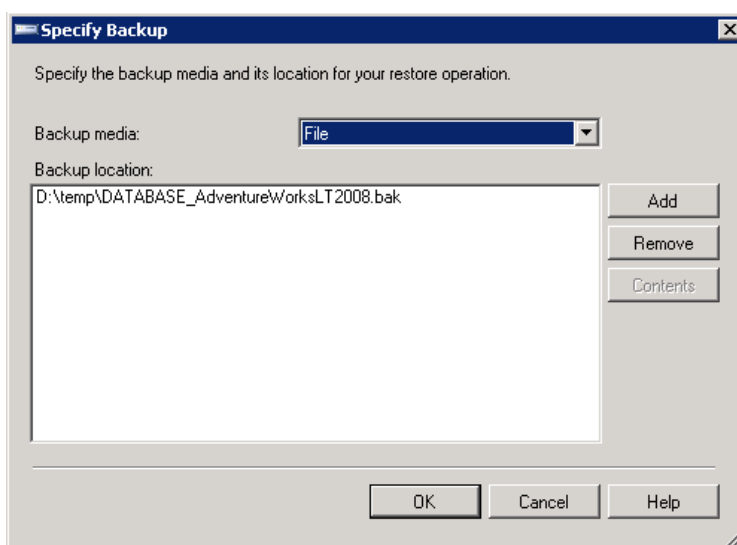 Specify Backup
Specify the backup media and its location for your restore operation.
Backup media:
File
Backup location:
D:\temp\DATABASE_AdventureWorksLT2008.bak
Add
Remove
Contents
OK
Cancel
Help